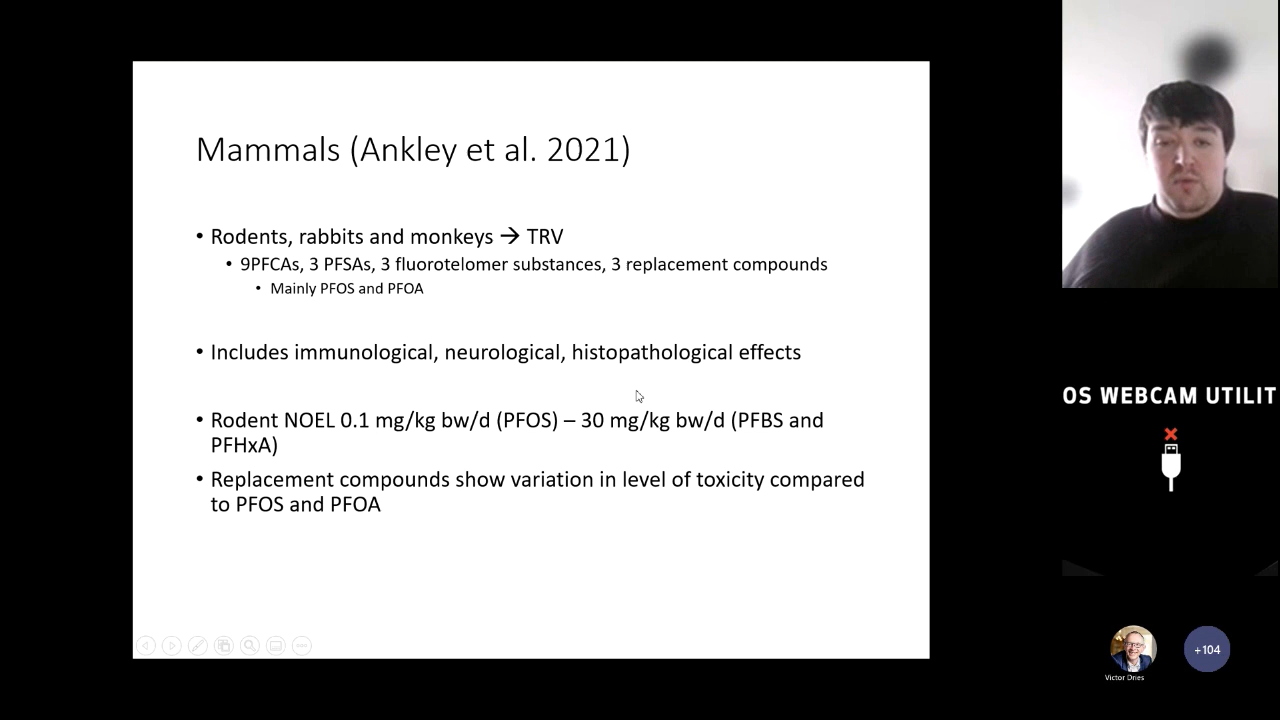 Mammals (Ankley et al. 2021)
• Rodents, rabbits and monkeys → TRV
• 9PFCAs, 3 PFSAs, 3 fluorotelomer substances, 3 replacement compounds
• Mainly PFOS and PFOA
• Includes immunological, neurological, histopathological effects
• Rodent NOEL 0.1 mg/kg bw/d (PFOS) – 30 mg/kg bw/d (PFBS and
PFHxA)
• Replacement compounds show variation in level of toxicity compared
to PFOS and PFOA
OS WEBCAM UTILIT
Victor Dries
+104